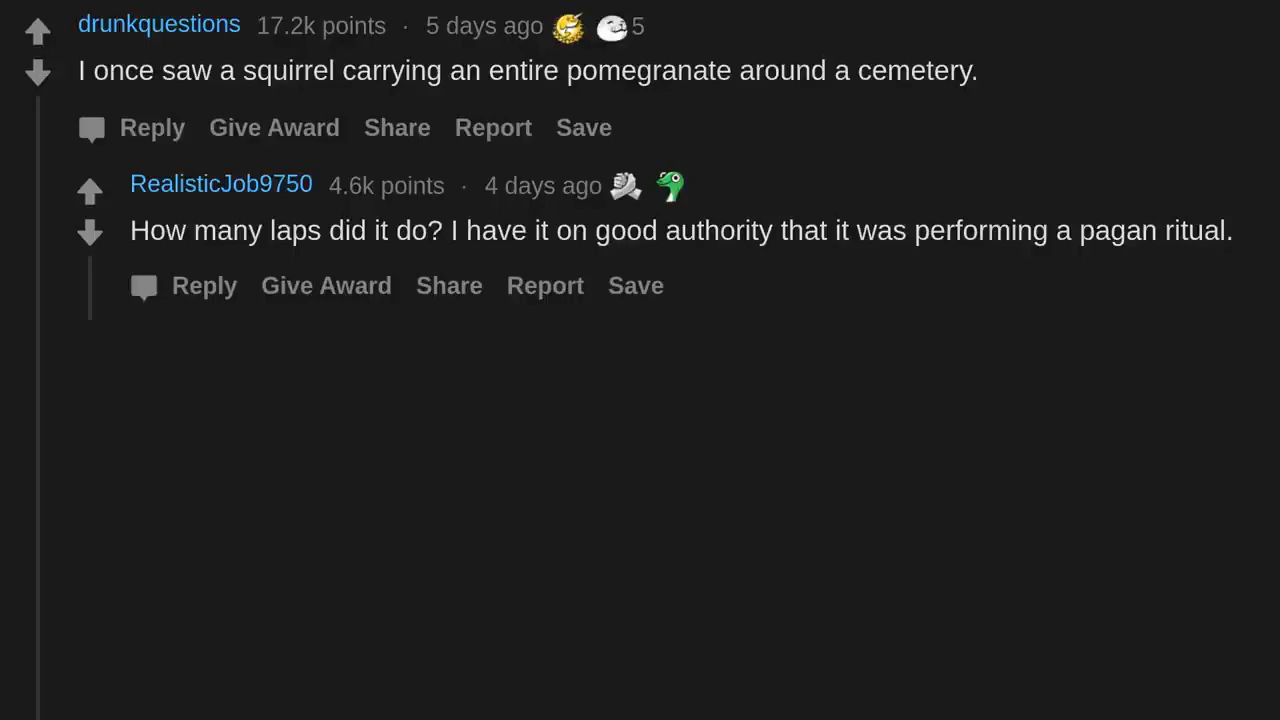 drunkquestions 17.2k points · 5 days ago 5
I once saw a squirrel carrying an entire pomegranate around a cemetery.
Reply Give Award Share Report Save
RealisticJob9750 4.6k points · 4 days ago
How many laps did it do? I have it on good authority that it was performing a pagan ritual.
Reply Give Award Share Report Save